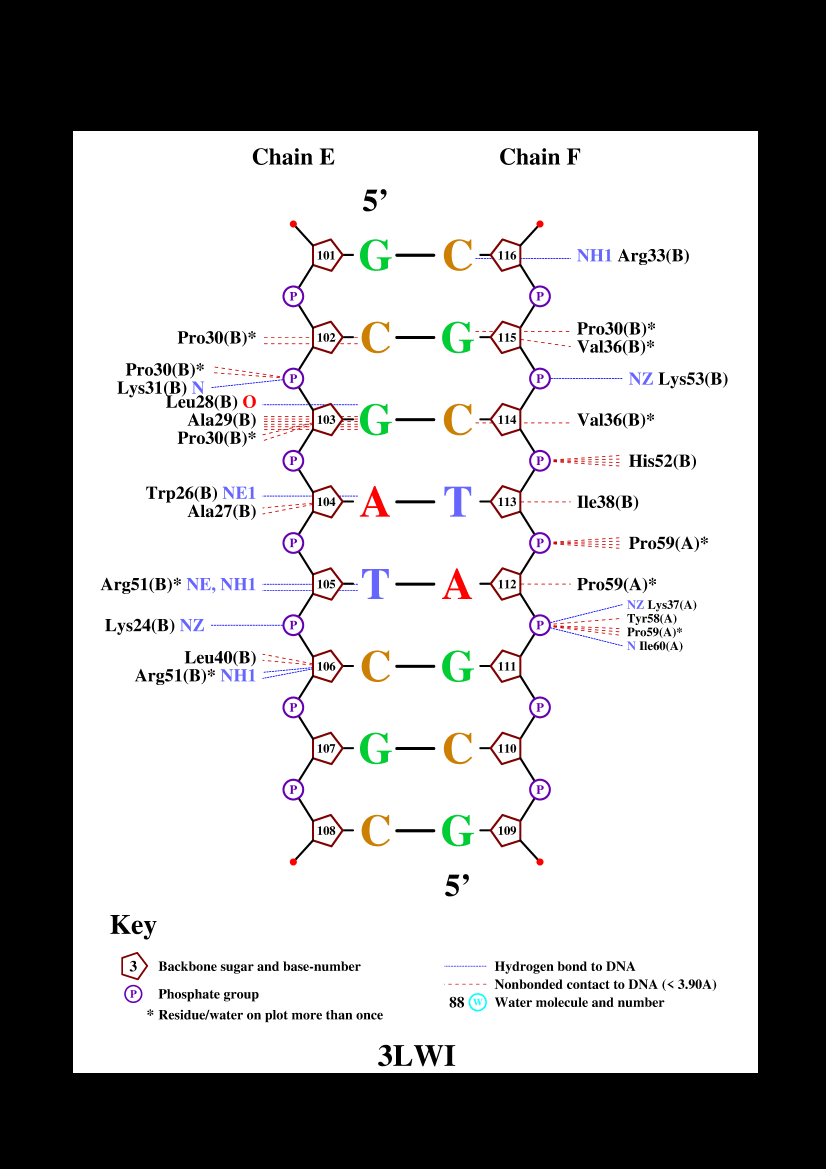 Chain E Chain F
5’
101 G C 116 NH1 Arg33(B)
P P
Pro30(B)* 102 C G 115 Pro30(B)*
Val36(B)*
Pro30(B)*
Lys31(B) N P P NZ Lys53(B)
Leu28(B) O
Ala29(B) 103 G C 114 Val36(B)*
Pro30(B)*
P P His52(B)
Trp26(B) NE1 104 A T 113 Ile38(B)
Ala27(B)
P P Pro59(A)*
Arg51(B)* NE, NH1 105 T A 112 Pro59(A)*
NZ Lys37(A)
Tyr58(A)
Lys24(B) NZ P P Pro59(A)*
N Ile60(A)
Leu40(B)
106 C G 111
Arg51(B)* NH1
P P
107 G C 110
P P
108 C G 109
5’
Key
3 Backbone sugar and base-number
P Phosphate group
* Residue/water on plot more than once
Hydrogen bond to DNA
Nonbonded contact to DNA (< 3.90A)
88 W Water molecule and number
3LWI